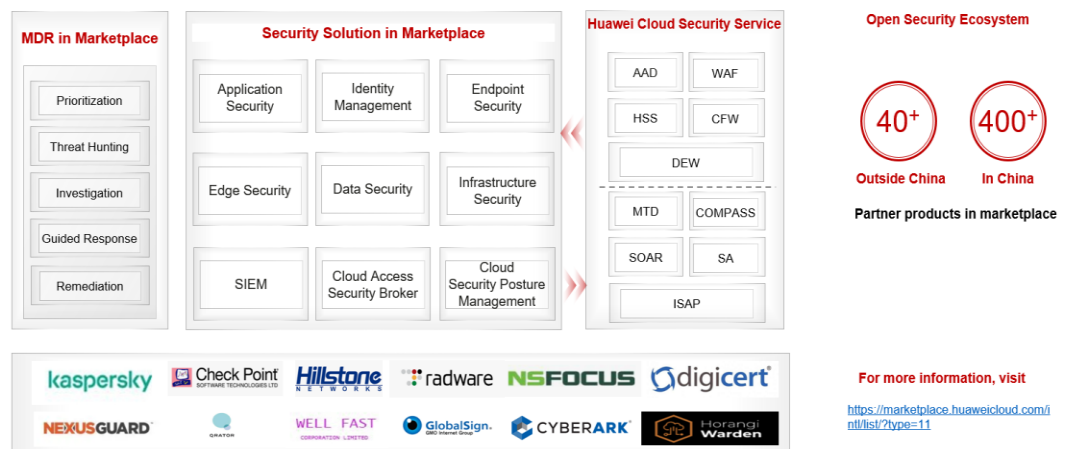 MDR in Marketplace
Prioritization
Threat Hunting
Investigation
Guided Response
Remediation
Security Solution in Marketplace
Application
Security
Identity
Management
Endpoint
Security
Edge Security
Data Security
Infrastructure
Security
SIEM
Cloud Access
Security Broker
Cloud
Security Posture
Management
Huawei Cloud Security Service
AAD
WAF
HSS
CFW
DEW
MTD
COMPASS
SOAR
SA
ISAP
Open Security Ecosystem
40+
400+
Outside China
In China
Partner products in marketplace
kaspersky
Check Point
SOFTWARE TECHNOLOGIES LTD
Hillstone
NETWORKS
radware
NSFOCUS
digicert
NEXUSGUARD
QRATOR
WELL FAST
CORPORATION LIMITED
GlobalSign.
GMO Internet Group
CYBERARK
Horangi
Warden
For more information, visit
https://marketplace.huaweicloud.com/i
ntl/list/?type=11